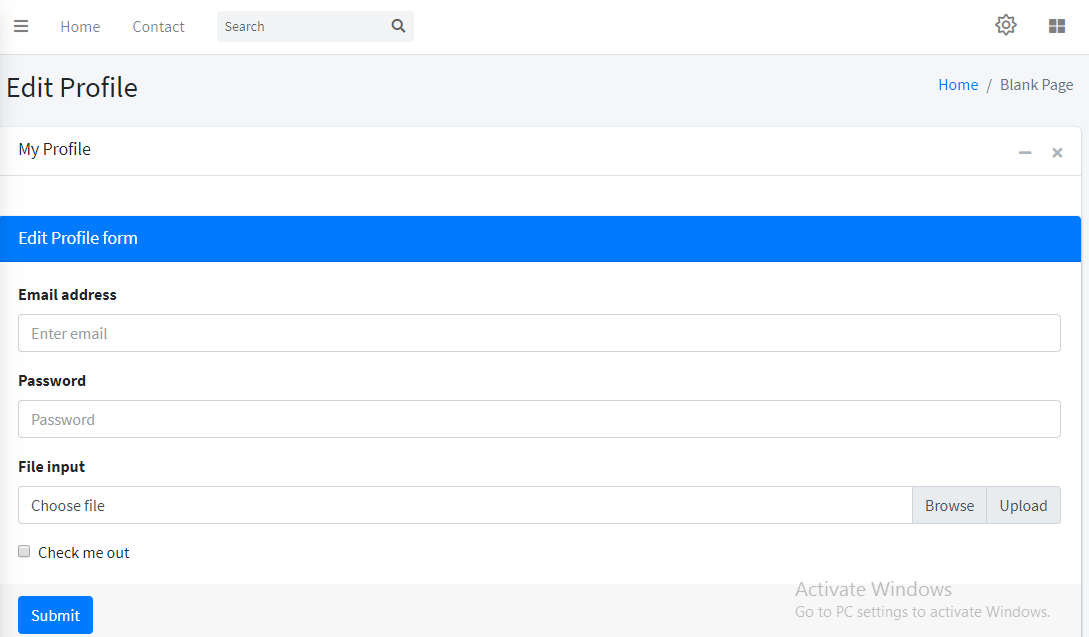 Home Contact Search
Edit Profile
Home / Blank Page
My Profile
Edit Profile form
Email address
Enter email
Password
Password
File input
Choose file Browse Upload
Check me out
Activate Windows
Go to PC settings to activate Windows.
Submit